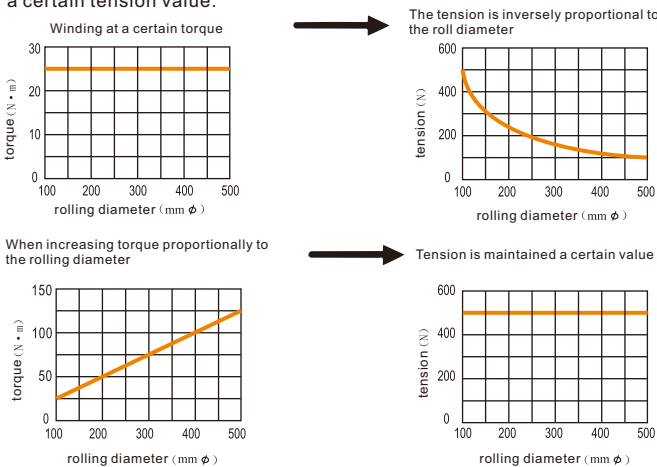 a certain tension value.
Winding at a certain torque
The tension is inversely proportional to
the roll diameter
30
20
10
0
torque (N•m)
100 200 300 400 500
rolling diameter (mm ϕ)
600
400
200
0
tension (N)
100 200 300 400 500
rolling diameter (mm ϕ)
When increasing torque proportionally to
the rolling diameter
Tension is maintained a certain value
150
100
50
0
torque (N•m)
100 200 300 400 500
rolling diameter (mm ϕ)
600
400
200
0
tension (N)
100 200 300 400 500
rolling diameter (mm ϕ)